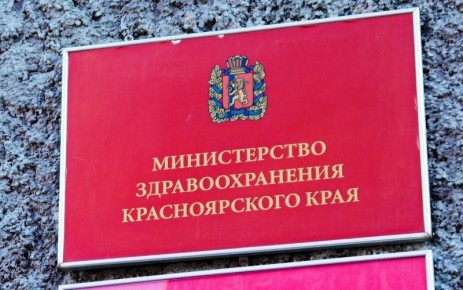 МИНИСТЕРСТВО
ЗДРАВООХРАНЕНИЯ
КРАСНОЯРСКОГО КРАЯ